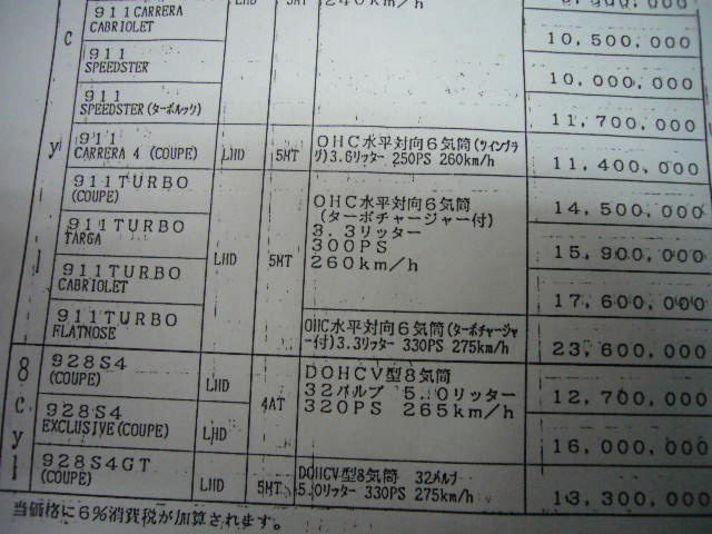 911CARRERA
CABRIOLET
LHD
5MT
240km/h
10,500,000
911
SPEEDSTER
10,000,000
911
SPEEDSTER(ターボルック)
11,700,000
911
CARRERA 4 (COUPE)
LHD
5MT
OHC水平対向6気筒(ツインプラ
グ)3.6リッター 250PS 260km/h
11,400,000
911TURBO
(COUPE)
14,500,000
911TURBO
TARGA
LHD
5MT
OHC水平対向6気筒
(ターボチャージャー付)
3.3リッター
300PS
260km/h
15,900,000
911TURBO
CABRIOLET
17,600,000
911TURBO
FLATNOSE
OHC水平対向6気筒(ターボチャージャ
ー付)3.3リッター 330PS 275km/h
23,600,000
8
c
y
l
928S4
(COUPE)
LHD
4AT
DOHCV型8気筒
32バルブ 5.0リッター
320PS 265km/h
12,700,000
928S4
EXCLUSIVE(COUPE)
LHD
16,000,000
928S4GT
(COUPE)
LHD
5MT
DOHCV型8気筒 32バルブ
5.0リッター 330PS 275km/h
13,300,000
当価格に6%消費税が加算されます。